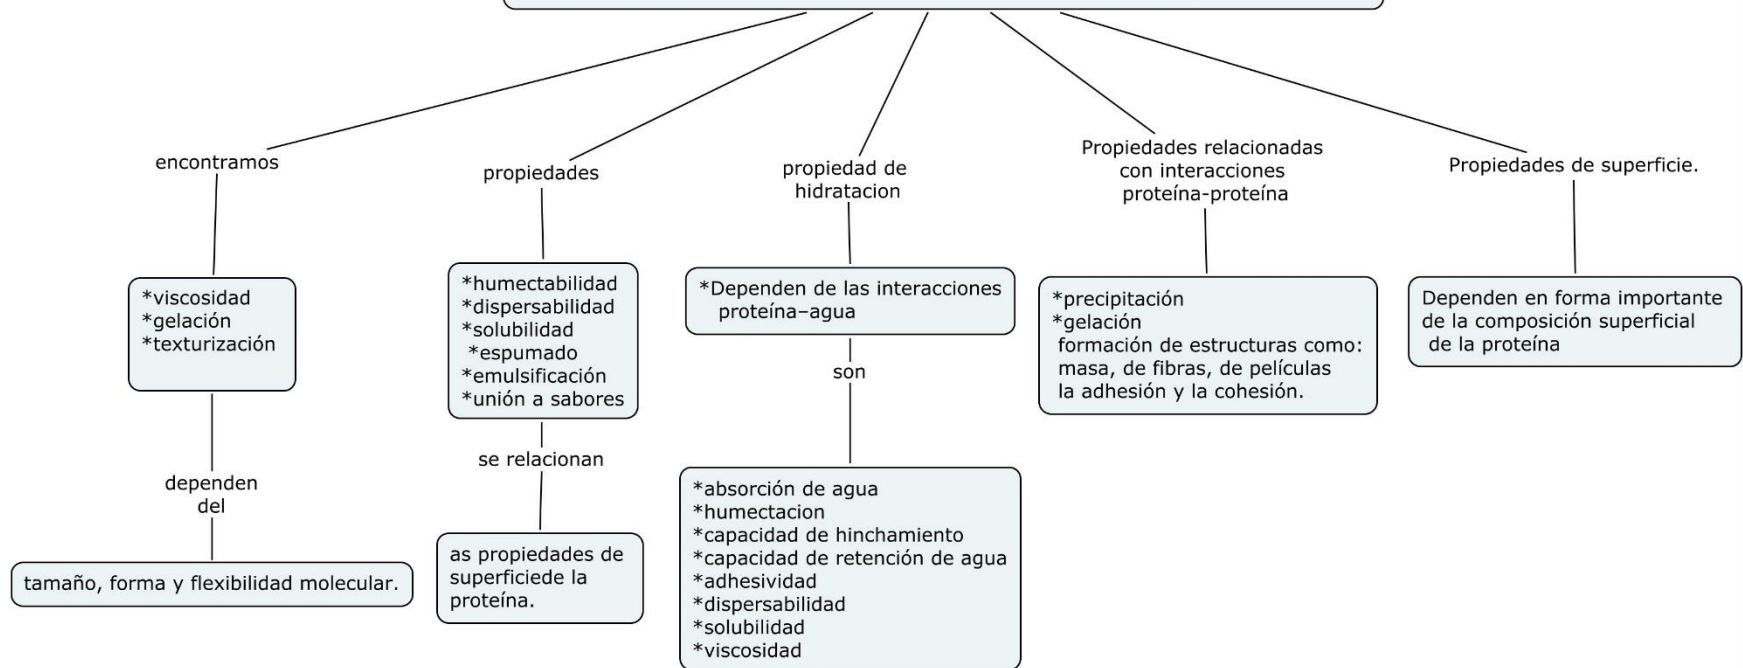 encontramos
*viscosidad
*gelación
*texturización
dependen
del
tamaño, forma y flexibilidad molecular.
propiedades
*humectabilidad
*dispersabilidad
*solubilidad
*espumado
*emulsificación
*unión a sabores
se relacionan
as propiedades de
superficiede la
proteína.
propiedad de
hidratacion
*Dependen de las interacciones
proteína–agua
son
*absorción de agua
*humectacion
*capacidad de hinchamiento
*capacidad de retención de agua
*adhesividad
*dispersabilidad
*solubilidad
*viscosidad
Propiedades relacionadas
con interacciones
proteína-proteína
*precipitación
*gelación
formación de estructuras como:
masa, de fibras, de películas
la adhesión y la cohesión.
Propiedades de superficie.
Dependen en forma importante
de la composición superficial
de la proteína